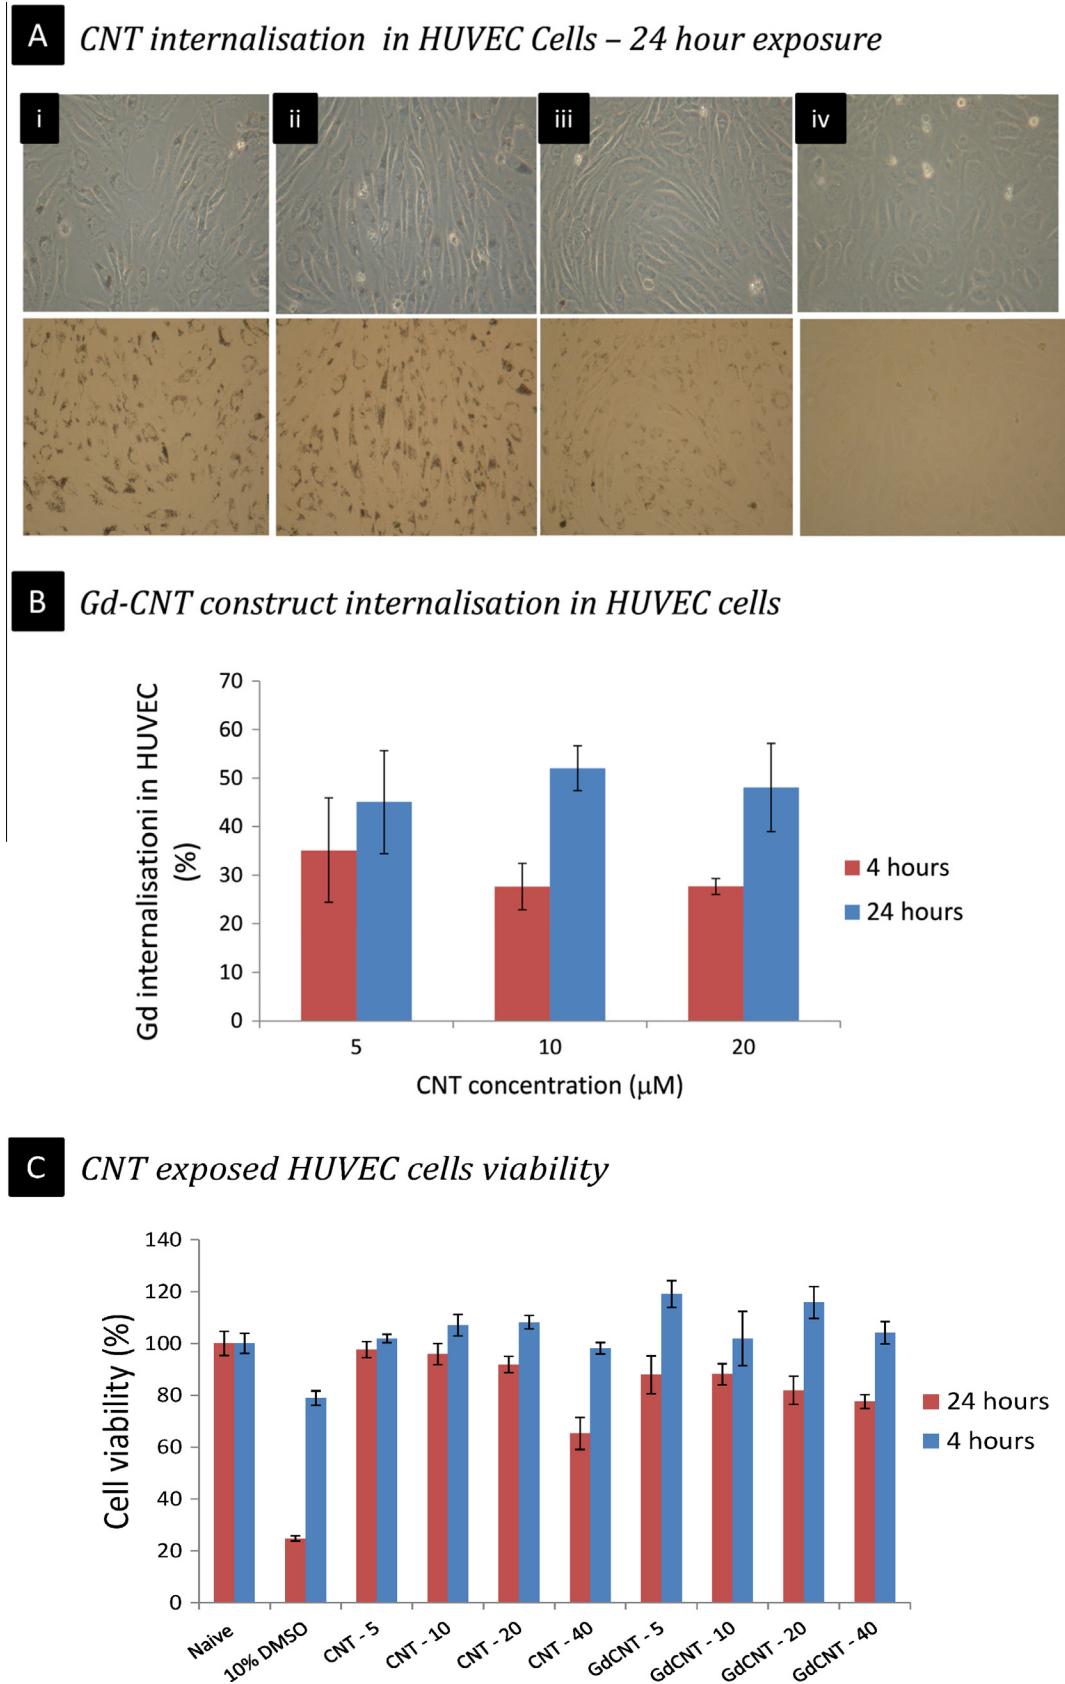 A CNT internalisation in HUVEC Cells – 24 hour exposure
i ii iii iv
B Gd-CNT construct internalisation in HUVEC cells
Gd internalisationi in HUVEC
(%)
70
60
50
40
30
20
10
0
5 10 20
CNT concentration (µM)
4 hours
24 hours
C CNT exposed HUVEC cells viability
Cell viability (%)
140
120
100
80
60
40
20
0
Naive 10% DMSO CNT - 5 CNT - 10 CNT - 20 CNT - 40 GdCNT - 5 GdCNT - 10 GdCNT - 20 GdCNT - 40
24 hours
4 hours